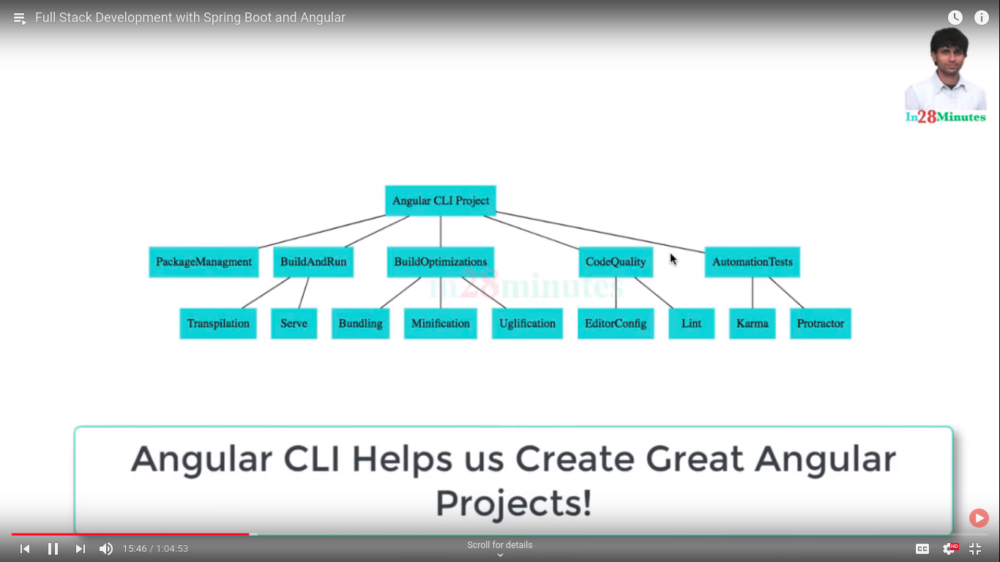 Full Stack Development with Spring Boot and Angular
In28Minutes
Angular CLI Project
PackageManagment BuildAndRun BuildOptimizations CodeQuality AutomationTests
in28minutes
Transpilation Serve Bundling Minification Uglification EditorConfig Lint Karma Protractor
Angular CLI Helps us Create Great Angular
Projects!
15:46 / 1:04:53
Scroll for details
CC
HD